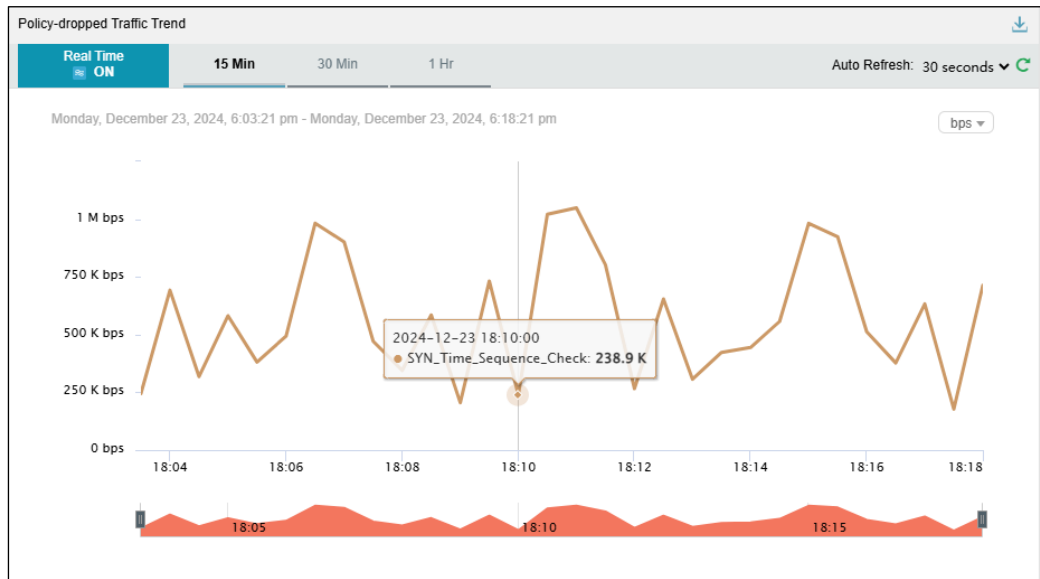 Policy-dropped Traffic Trend
Real Time
ON
15 Min
30 Min
1 Hr
Auto Refresh: 30 seconds
Monday, December 23, 2024, 6:03:21 pm - Monday, December 23, 2024, 6:18:21 pm
bps
1 M bps
750 K bps
500 K bps
250 K bps
0 bps
2024-12-23 18:10:00
SYN_Time_Sequence_Check: 238.9 K
18:04 18:06 18:08 18:10 18:12 18:14 18:16 18:18
18:05 18:10 18:15